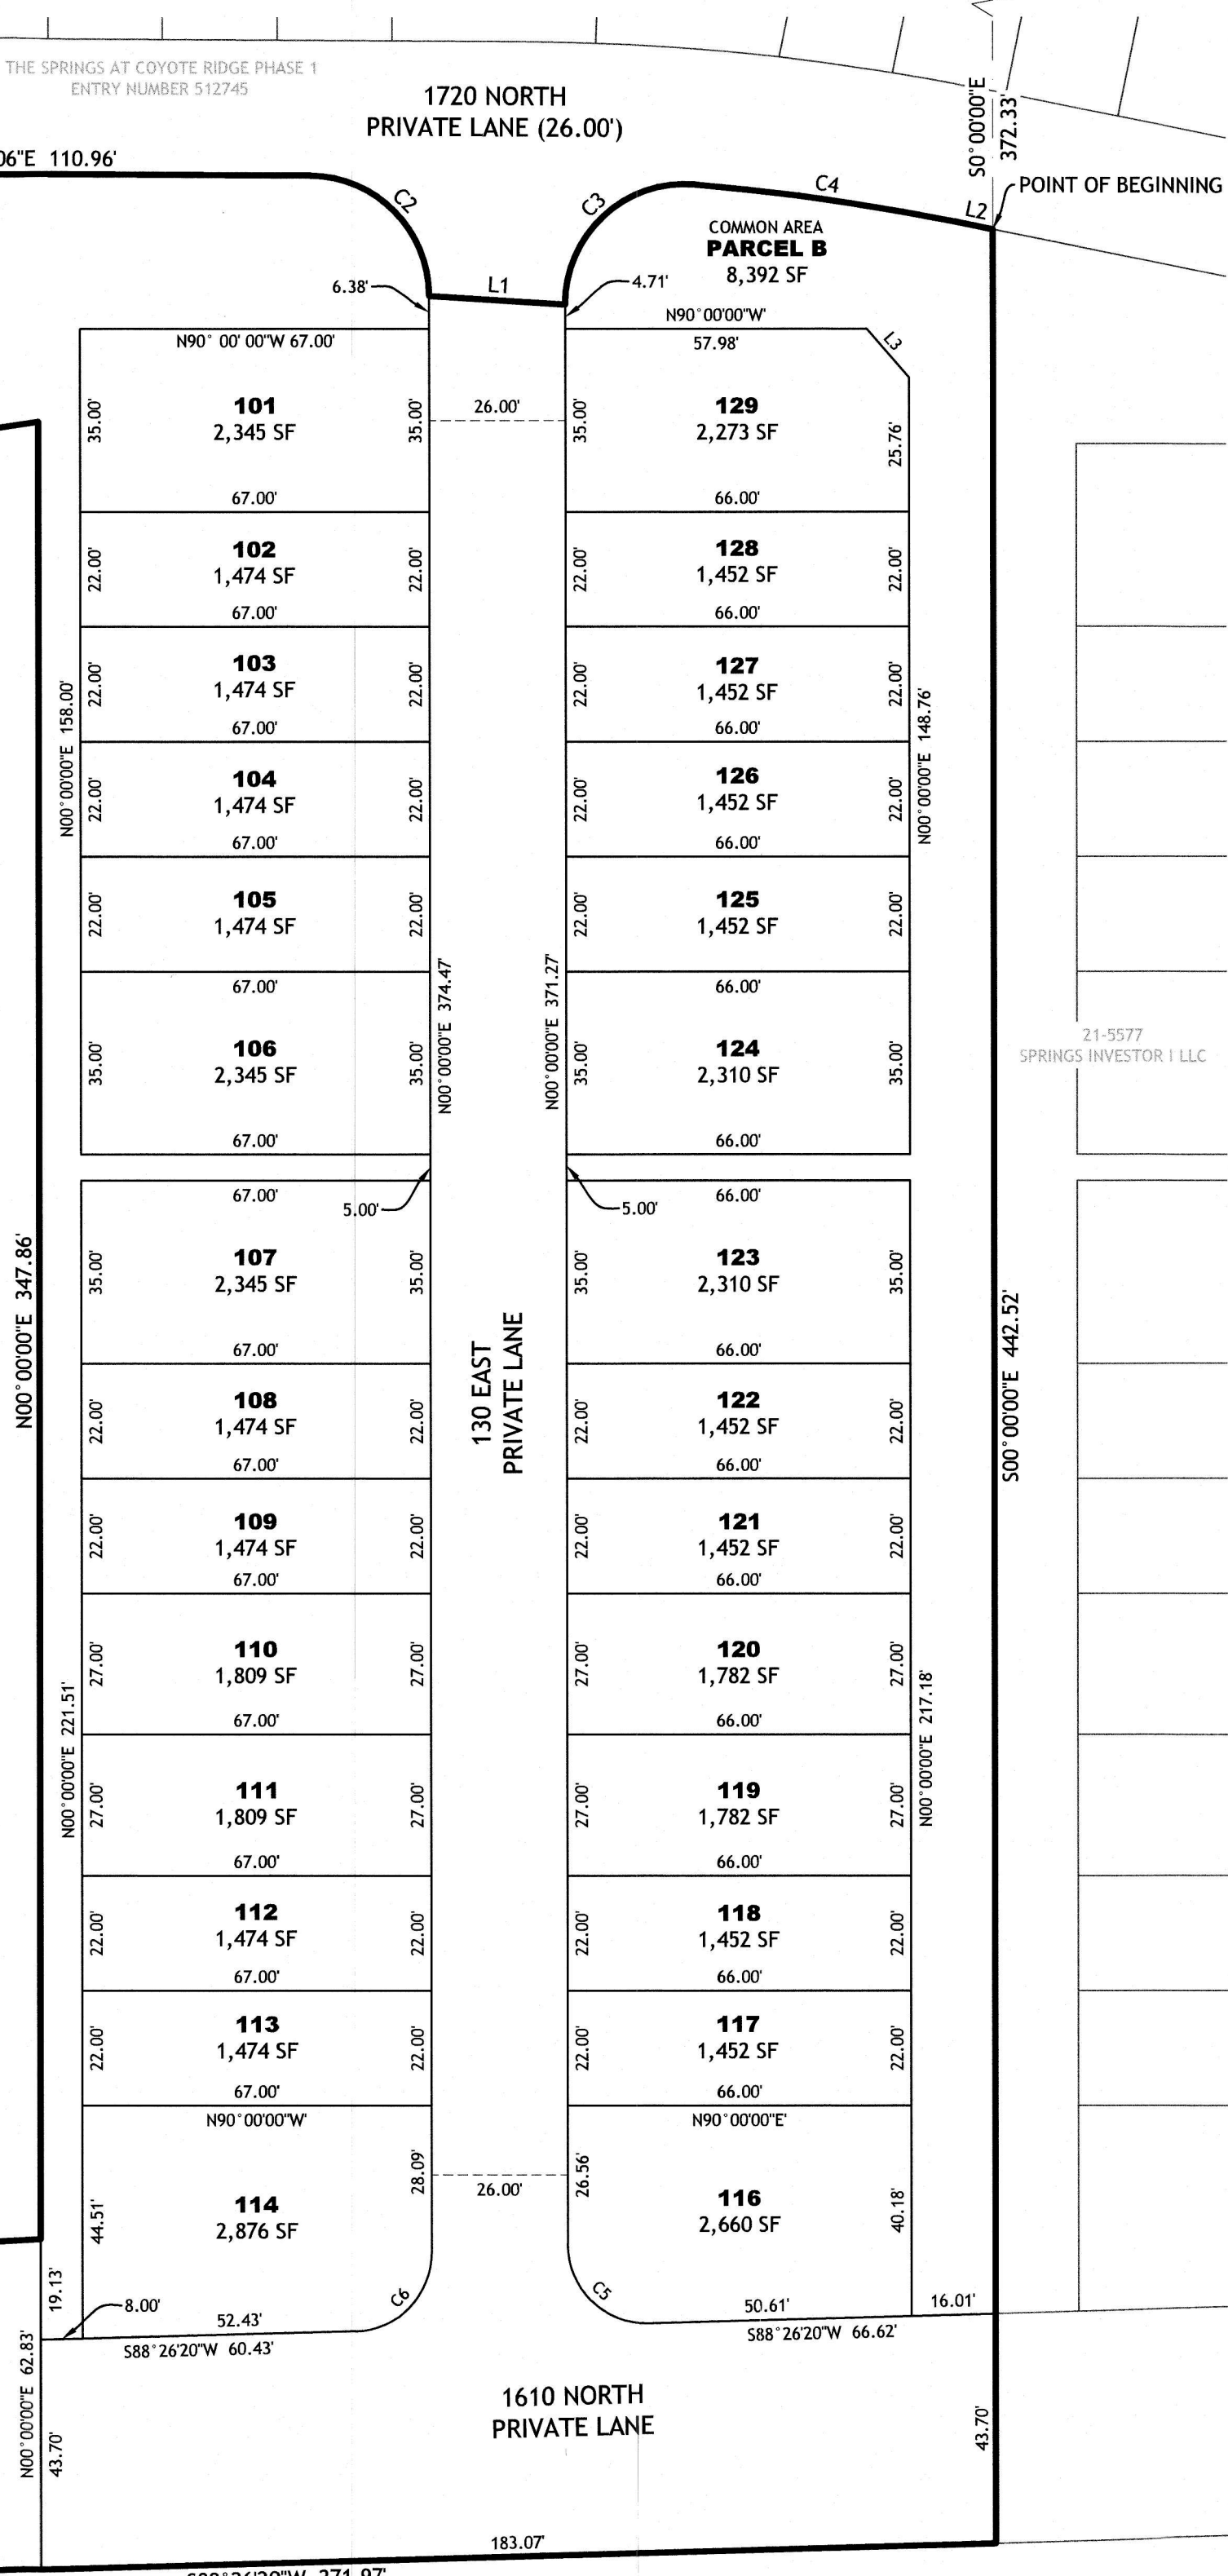 THE SPRINGS AT COYOTE RIDGE PHASE 1
ENTRY NUMBER 512745
1720 NORTH
PRIVATE LANE (26.00')
S0°00'00"E
372.33'
06"E 110.96'
C2
C3
C4
L2
POINT OF BEGINNING
COMMON AREA
PARCEL B
8,392 SF
6.38'
L1
4.71'
N90° 00' 00"W 67.00'
N90°00'00"W'
57.98'
L3
35.00'
101
2,345 SF
35.00'
67.00'
26.00'
35.00'
129
2,273 SF
25.76'
66.00'
22.00'
102
1,474 SF
22.00'
67.00'
22.00'
128
1,452 SF
22.00'
66.00'
22.00'
103
1,474 SF
22.00'
67.00'
22.00'
127
1,452 SF
22.00'
66.00'
N00°00'00"E 158.00'
N00°00'00"E 148.76'
22.00'
104
1,474 SF
22.00'
67.00'
22.00'
126
1,452 SF
22.00'
66.00'
22.00'
105
1,474 SF
22.00'
67.00'
22.00'
125
1,452 SF
22.00'
66.00'
N00°00'00"E 374.47'
N00°00'00"E 371.27'
35.00'
106
2,345 SF
35.00'
67.00'
35.00'
124
2,310 SF
35.00'
66.00'
21-5577
SPRINGS INVESTOR I LLC
67.00'
5.00'
5.00'
66.00'
N00°00'00"E 347.86'
35.00'
107
2,345 SF
35.00'
67.00'
35.00'
123
2,310 SF
35.00'
66.00'
130 EAST
PRIVATE LANE
S00°00'00"E 442.52'
22.00'
108
1,474 SF
22.00'
67.00'
22.00'
122
1,452 SF
22.00'
66.00'
22.00'
109
1,474 SF
22.00'
67.00'
22.00'
121
1,452 SF
22.00'
66.00'
27.00'
110
1,809 SF
27.00'
67.00'
27.00'
120
1,782 SF
27.00'
66.00'
N00°00'00"E 221.51'
N00°00'00"E 217.18'
27.00'
111
1,809 SF
27.00'
67.00'
27.00'
119
1,782 SF
27.00'
66.00'
22.00'
112
1,474 SF
22.00'
67.00'
22.00'
118
1,452 SF
22.00'
66.00'
22.00'
113
1,474 SF
22.00'
67.00'
22.00'
117
1,452 SF
22.00'
66.00'
N90°00'00"W'
N90°00'00"E'
44.51'
114
2,876 SF
28.09'
26.00'
26.56'
116
2,660 SF
40.18'
19.13'
8.00'
52.43'
C6
C5
50.61'
16.01'
S88°26'20"W 60.43'
S88°26'20"W 66.62'
N00°00'00"E 62.83'
43.70'
1610 NORTH
PRIVATE LANE
43.70'
183.07'
S88°26'20"W 271.97'